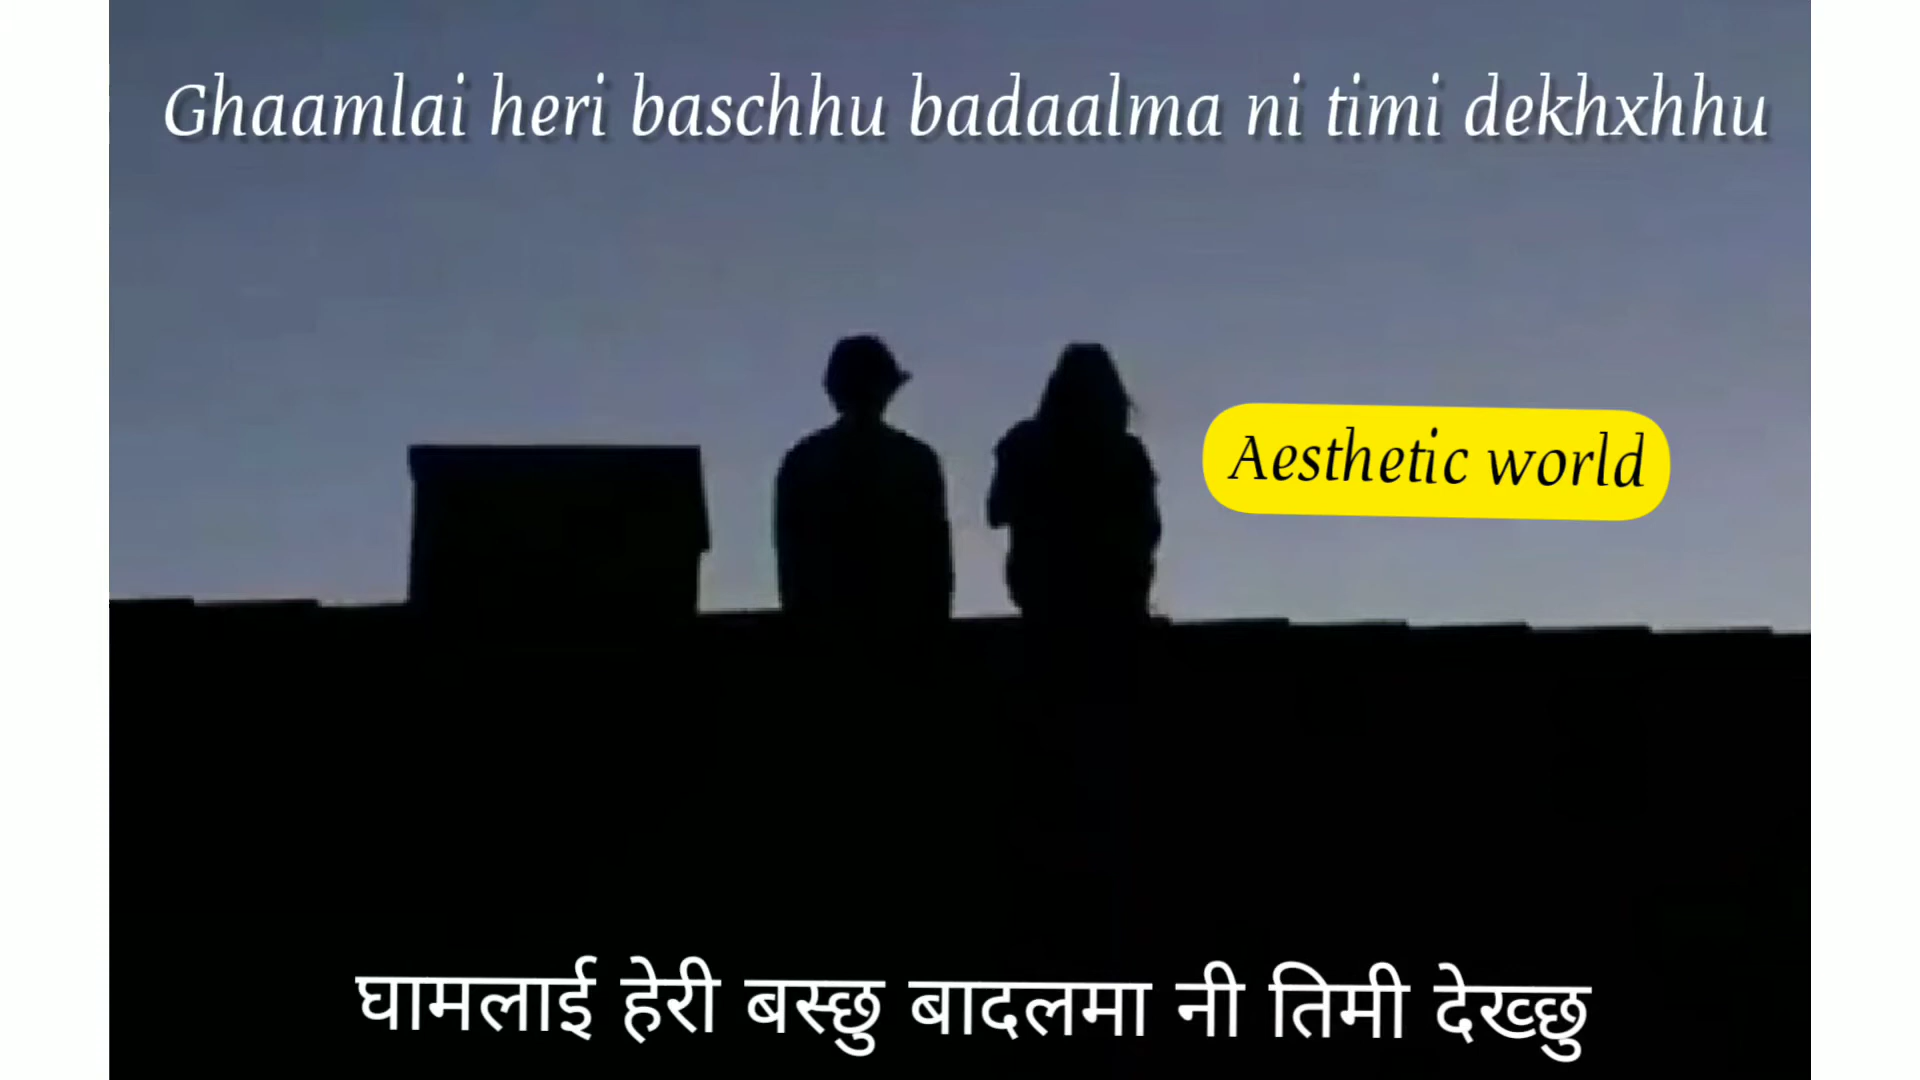 Ghaamlai heri baschhu badaalma ni timi dekhxhhu
Aesthetic world
घामलाई हेरी बस्छु बादलमा नी तिमी देख्छु